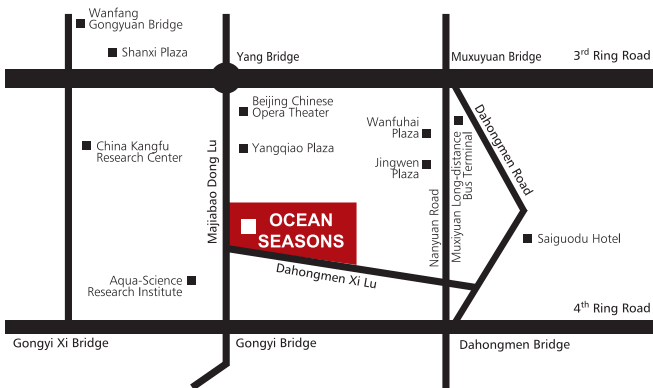 Wanfang
Gongyuan Bridge
Shanxi Plaza
Yang Bridge
Muxuyuan Bridge
3rd Ring Road
Beijing Chinese
Opera Theater
Yangqiao Plaza
Wanfuhai
Plaza
Jingwen
Plaza
China Kangfu
Research Center
Majiabao Dong Lu
Nanyuan Road
Muxiyuan Long-distance
Bus Terminal
Dahongmen Road
OCEAN
SEASONS
Saiguodu Hotel
Dahongmen Xi Lu
Aqua-Science
Research Institute
4th Ring Road
Gongyi Xi Bridge
Gongyi Bridge
Dahongmen Bridge